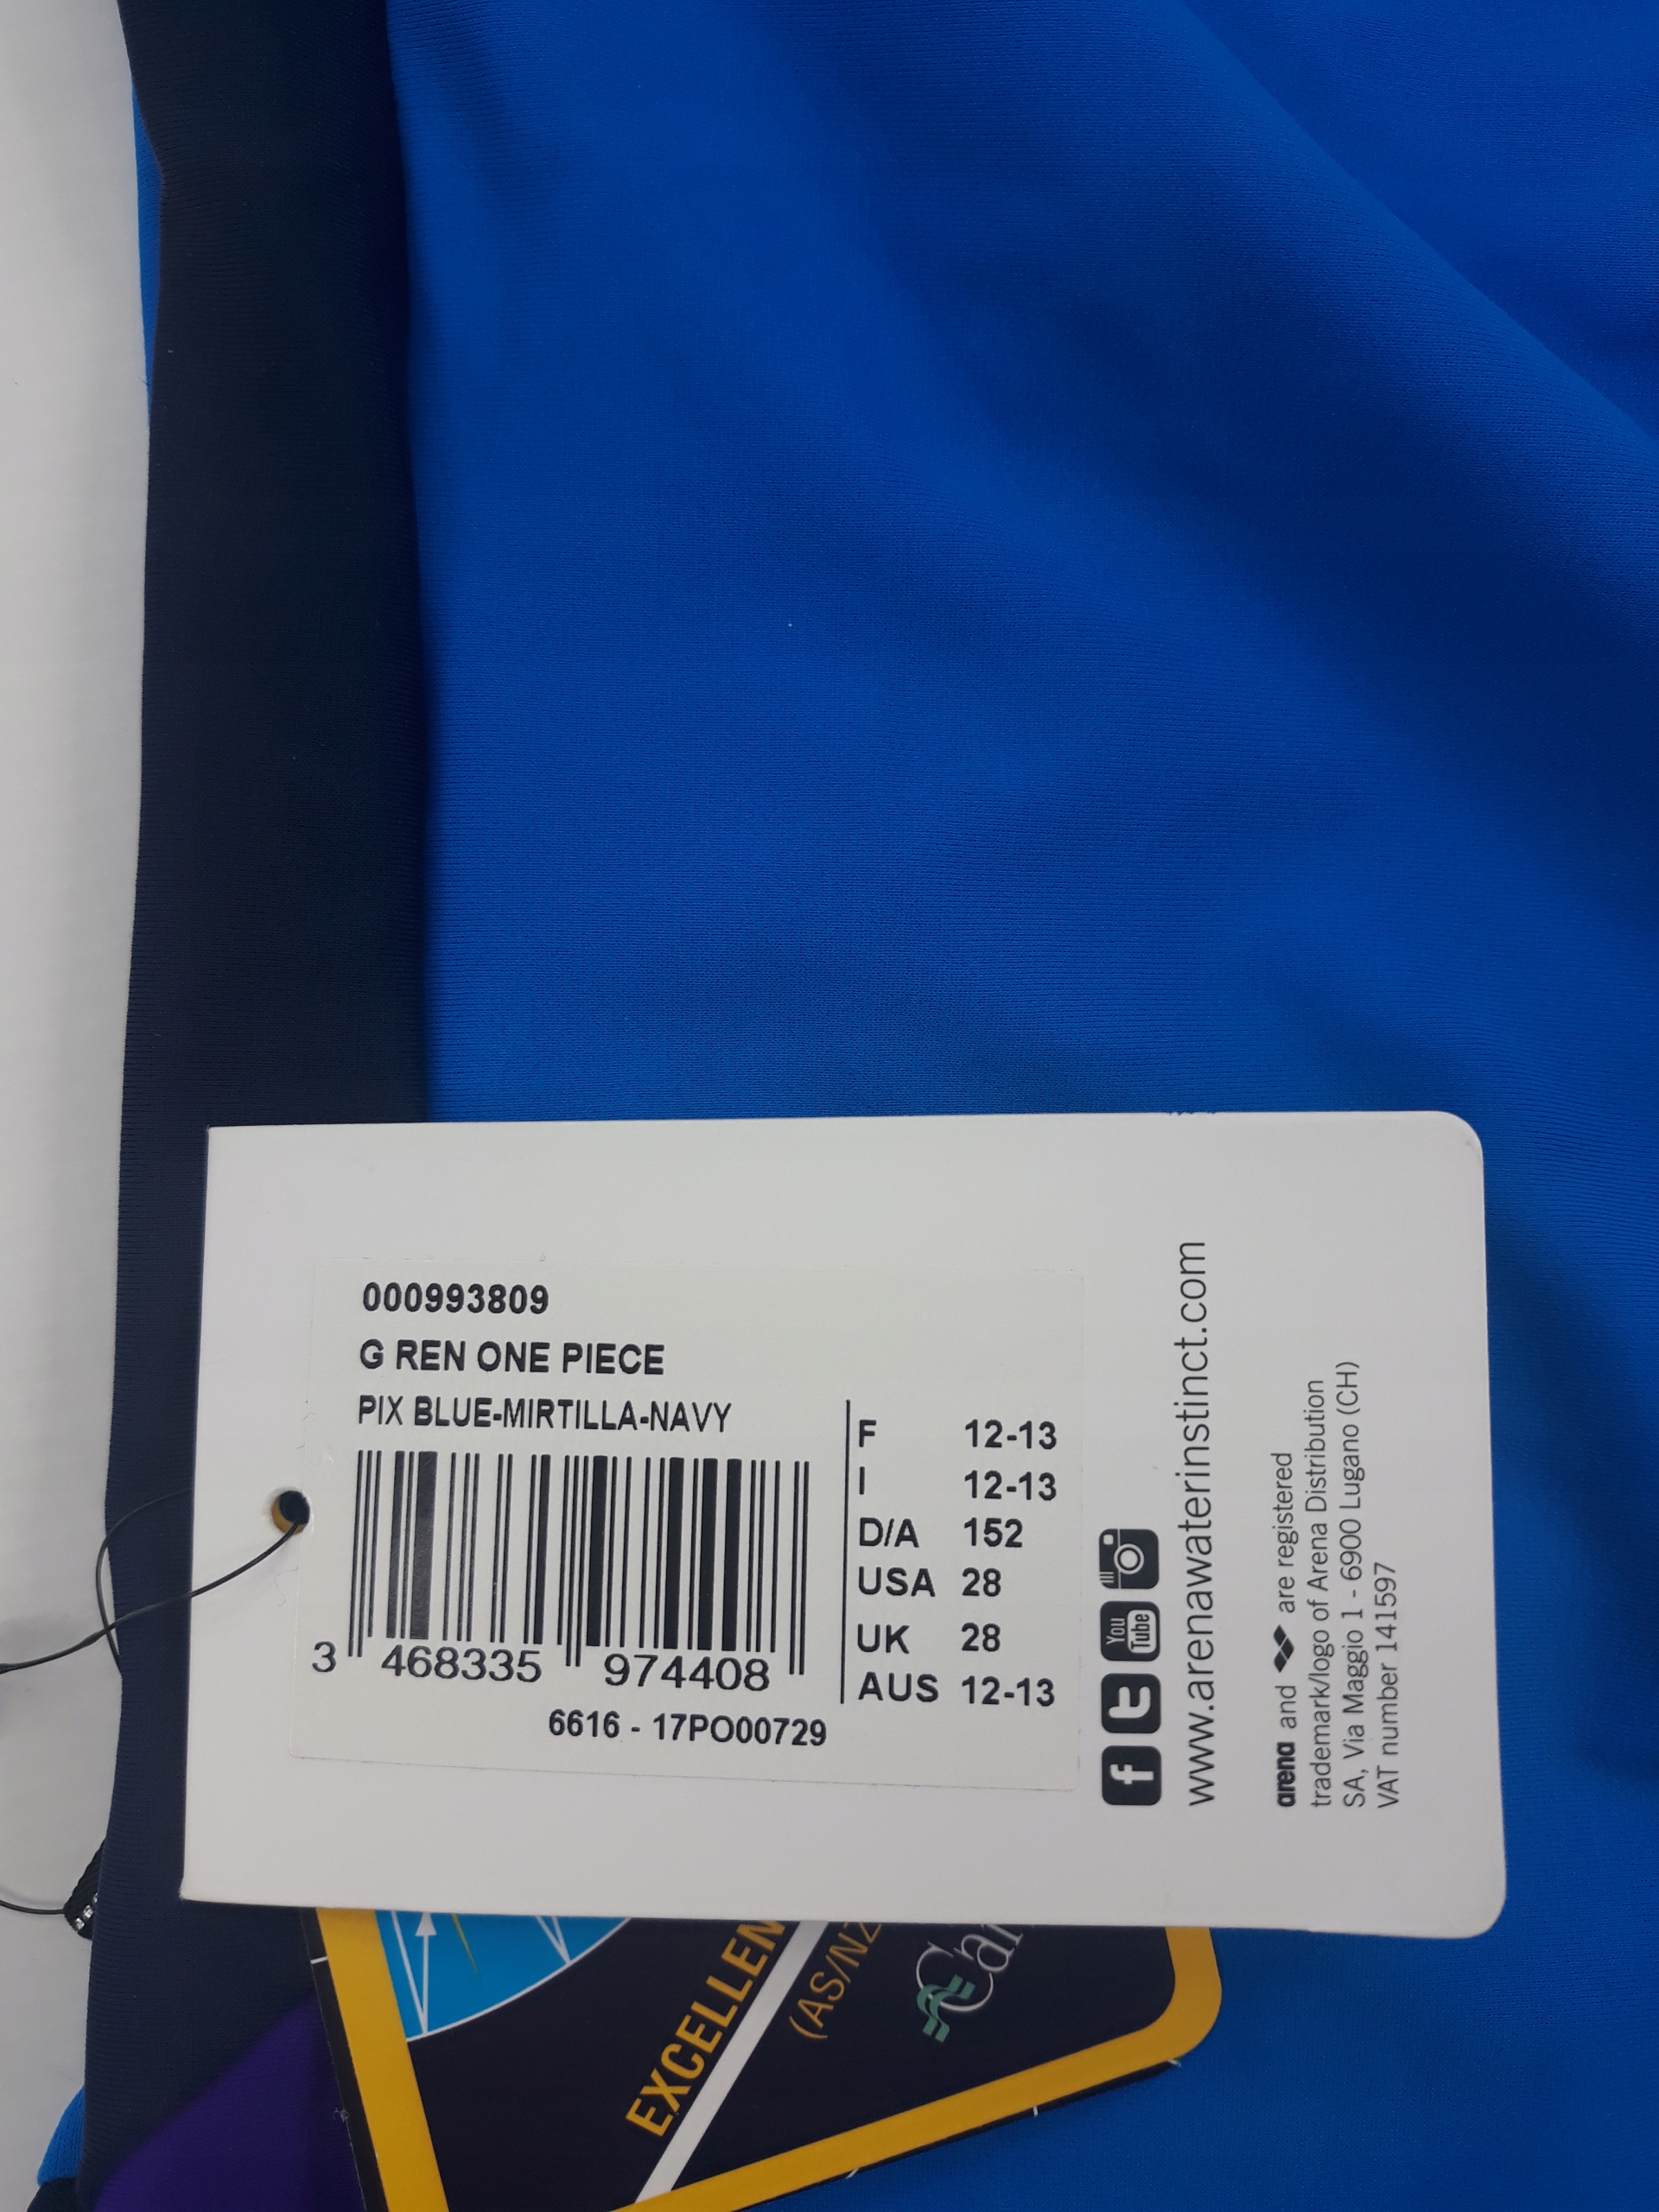 000993809
G REN ONE PIECE
PIX BLUE-MIRTILLA-NAVY
F 12-13
I 12-13
D/A 152
USA 28
UK 28
AUS 12-13
3 468335 974408
6616 - 17PO00729
f t You Tube
www.arenawaterinstinct.com
arena and are registered
trademark/logo of Arena Distribution
SA, Via Maggio 1 - 6900 Lugano (CH)
VAT number 141597
EXCELLEN
(AS/NZ